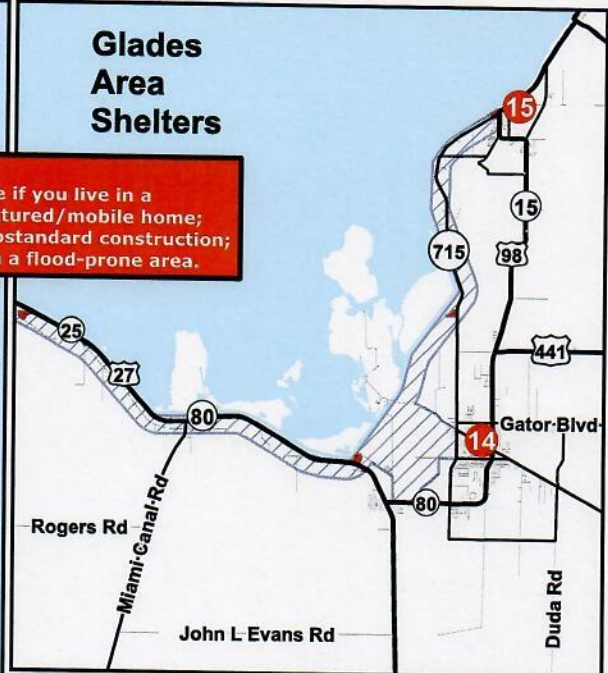 Glades
Area
Shelters
e if you live in a
tured/mobile home;
ostandard construction;
a flood-prone area.
15
15
715
98
25
27
441
80
Gator Blvd
14
80
Rogers Rd
Miami Canal Rd
John L Evans Rd
Duda Rd